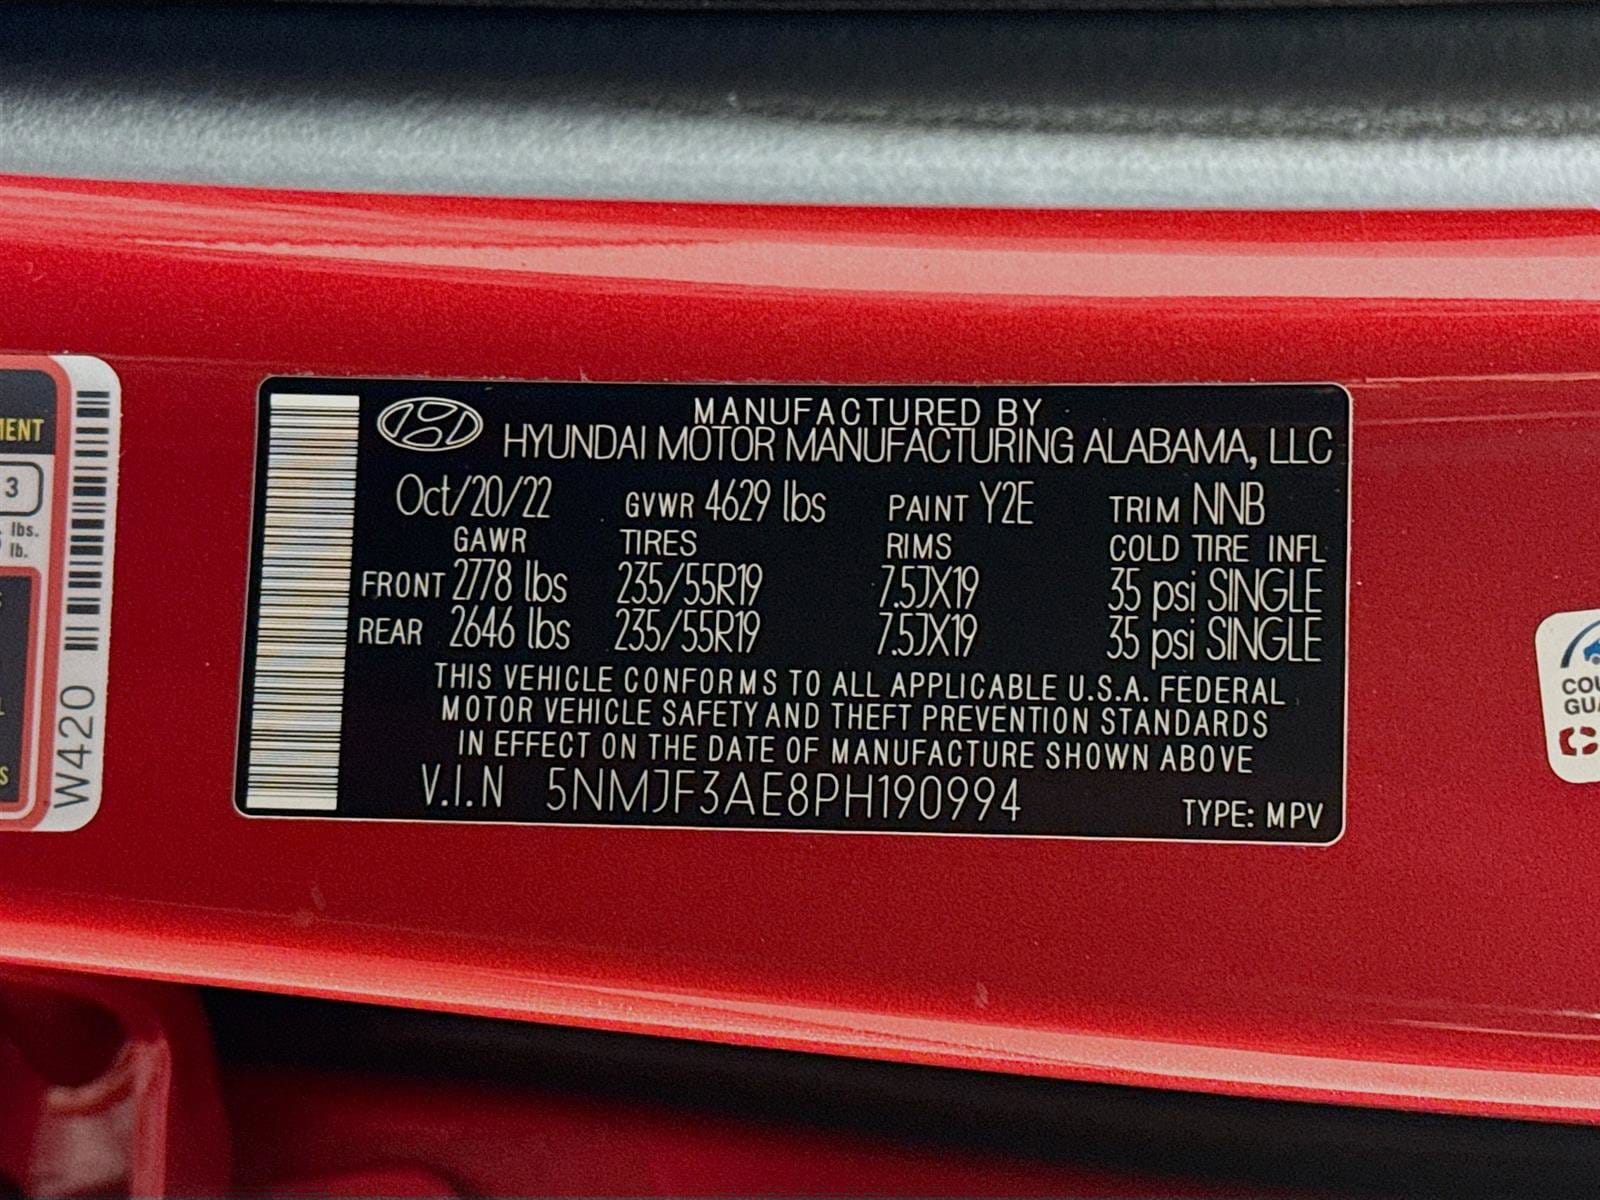 MANUFACTURED BY
HYUNDAI MOTOR MANUFACTURING ALABAMA, LLC
Oct/20/22 GVWR 4629 lbs PAINT Y2E TRIM NNB
GAWR TIRES RIMS COLD TIRE INFL
FRONT 2778 lbs 235/55R19 7.5JX19 35 psi SINGLE
REAR 2646 lbs 235/55R19 7.5JX19 35 psi SINGLE
THIS VEHICLE CONFORMS TO ALL APPLICABLE U.S.A. FEDERAL
MOTOR VEHICLE SAFETY AND THEFT PREVENTION STANDARDS
IN EFFECT ON THE DATE OF MANUFACTURE SHOWN ABOVE
V.I.N 5NMJF3AE8PH190994
TYPE: MPV
3
lbs.
lb.
W420